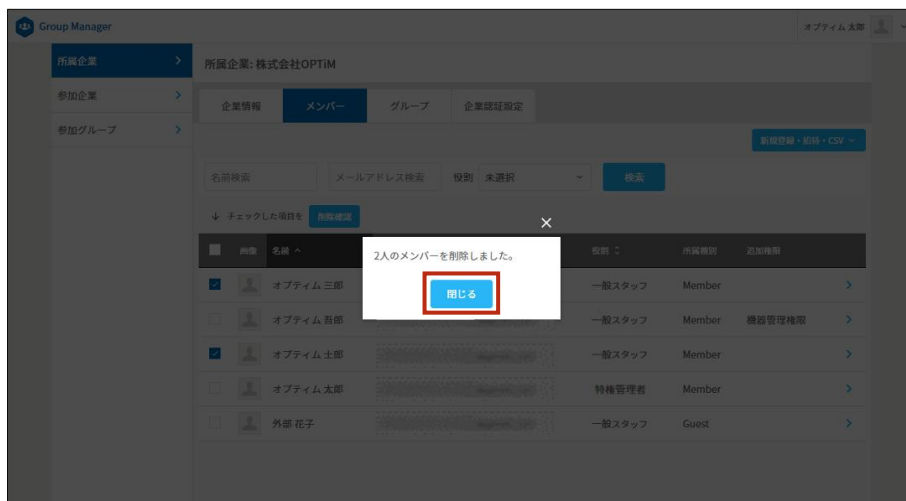 Group Manager
オプティム 太郎
所属企業
所属企業: 株式会社OPTiM
参加企業
企業情報 メンバー グループ 企業認証設定
参加グループ
新規登録・招待・CSV
名前検索 メールアドレス検索 役割 未選択 検索
チェックした項目を 削除確認
画像 名前 役割 所属種別 追加権限
2人のメンバーを削除しました。
閉じる
オプティム 三郎 一般スタッフ Member
オプティム 吾郎 一般スタッフ Member 機器管理権限
オプティム 士郎 一般スタッフ Member
オプティム 太郎 特権管理者 Member
外部 花子 一般スタッフ Guest